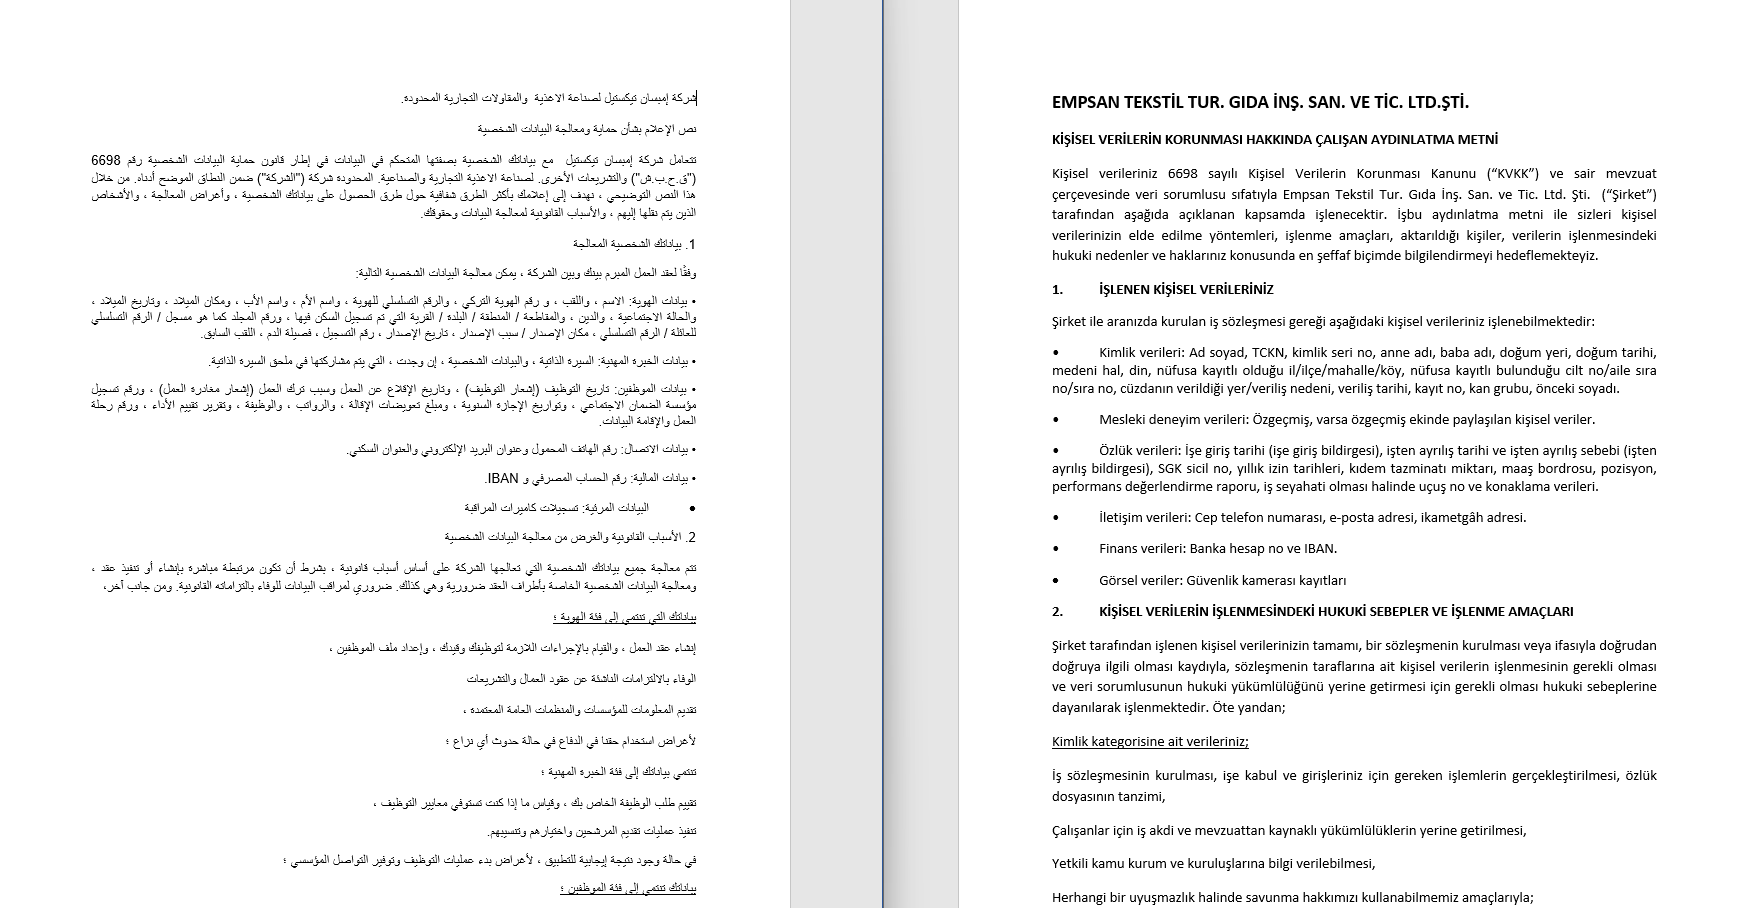 شركة إمبسان تيكستيل لصناعة الاغذية والمقاولات التجارية المحدودة.
نص الإعلام بشأن حماية ومعالجة البيانات الشخصية
تتعامل شركة إمبسان تيكستيل مع بياناتك الشخصية بصفتها المتحكم في البيانات في إطار قانون حماية البيانات الشخصية رقم 6698
("ق.ح.ب.ش") والتشريعات الأخرى. لصناعة الاغذية التجارية والصناعية. المحدودة شركة ("الشركة") ضمن النطاق الموضح أدناه. من خلال
هذا النص التوضيحي ، نهدف إلى إعلامك بأكثر الطرق شفافية حول طرق الحصول على بياناتك الشخصية ، وأغراض المعالجة ، والأشخاص
الذين يتم نقلها إليهم ، والأسباب القانونية لمعالجة البيانات وحقوقك.
1. بياناتك الشخصية المعالجة
وفقًا لعقد العمل المبرم بينك وبين الشركة ، يمكن معالجة البيانات الشخصية التالية:
• بيانات الهوية: الاسم ، واللقب ، و رقم الهوية التركي ، والرقم التسلسلي للهوية ، واسم الأم ، واسم الأب ، ومكان الميلاد ، وتاريخ الميلاد ،
والحالة الاجتماعية ، والدين ، والمقاطعة / المنطقة / البلدة / القرية التي تم تسجيل السكن فيها ، ورقم المجلد كما هو مسجل / الرقم التسلسلي
للعائلة / الرقم التسلسلي ، مكان الإصدار / سبب الإصدار ، تاريخ الإصدار ، رقم التسجيل ، فصيلة الدم ، اللقب السابق.
• بيانات الخبرة المهنية: السيرة الذاتية ، والبيانات الشخصية ، إن وجدت ، التي يتم مشاركتها في ملحق السيرة الذاتية.
• بيانات الموظفين: تاريخ التوظيف (إشعار التوظيف) ، وتاريخ الإقلاع عن العمل وسبب ترك العمل (إشعار مغادرة العمل) ، ورقم تسجيل
مؤسسة الضمان الاجتماعي ، وتواريخ الإجازة السنوية ، ومبلغ تعويضات الإقالة ، والرواتب ، والوظيفة ، وتقرير تقييم الأداء ، ورقم رحلة
العمل والإقامة البيانات.
• بيانات الاتصال: رقم الهاتف المحمول وعنوان البريد الإلكتروني والعنوان السكني.
• بيانات المالية: رقم الحساب المصرفي و IBAN.
● البيانات المرئية: تسجيلات كاميرات المراقبة
2. الأسباب القانونية والغرض من معالجة البيانات الشخصية
تتم معالجة جميع بياناتك الشخصية التي تعالجها الشركة على أساس أسباب قانونية ، بشرط أن تكون مرتبطة مباشرة بإنشاء أو تنفيذ عقد ،
ومعالجة البيانات الشخصية الخاصة بأطراف العقد ضرورية وهي كذلك. ضروري لمراقب البيانات للوفاء بالتزاماته القانونية. ومن جانب آخر،
بياناتك التي تنتمي إلى فئة الهوية ؛
إنشاء عقد العمل ، والقيام بالإجراءات اللازمة لتوظيفك وقيدك ، وإعداد ملف الموظفين ،
الوفاء بالالتزامات الناشئة عن عقود العمال والتشريعات
تقديم المعلومات للمؤسسات والمنظمات العامة المعتمدة ،
لأغراض استخدام حقنا في الدفاع في حالة حدوث أي نزاع ؛
تنتمي بياناتك إلى فئة الخبرة المهنية ؛
تقييم طلب الوظيفة الخاص بك ، وقياس ما إذا كنت تستوفي معايير التوظيف ،
تنفيذ عمليات تقديم المرشحين واختيارهم وتنسيبهم.
في حالة وجود نتيجة إيجابية للتطبيق ، لأغراض بدء عمليات التوظيف وتوفير التواصل المؤسسي ؛
بياناتك تنتمي إلى فئة الموظفين ؛
EMPSAN TEKSTİL TUR. GIDA İNŞ. SAN. VE TİC. LTD.ŞTİ.
KİŞİSEL VERİLERİN KORUNMASI HAKKINDA ÇALIŞAN AYDINLATMA METNİ
Kişisel verileriniz 6698 sayılı Kişisel Verilerin Korunması Kanunu (“KVKK”) ve sair mevzuat
çerçevesinde veri sorumlusu sıfatıyla Empsan Tekstil Tur. Gıda İnş. San. ve Tic. Ltd. Şti. (“Şirket”)
tarafından aşağıda açıklanan kapsamda işlenecektir. İşbu aydınlatma metni ile sizleri kişisel
verilerinizin elde edilme yöntemleri, işlenme amaçları, aktarıldığı kişiler, verilerin işlenmesindeki
hukuki nedenler ve haklarınız konusunda en şeffaf biçimde bilgilendirmeyi hedeflemekteyiz.
1. İŞLENEN KİŞİSEL VERİLERİNİZ
Şirket ile aranızda kurulan iş sözleşmesi gereği aşağıdaki kişisel verileriniz işlenebilmektedir:
• Kimlik verileri: Ad soyad, TCKN, kimlik seri no, anne adı, baba adı, doğum yeri, doğum tarihi,
medeni hal, din, nüfusa kayıtlı olduğu il/ilçe/mahalle/köy, nüfusa kayıtlı bulunduğu cilt no/aile sıra
no/sıra no, cüzdanın verildiği yer/veriliş nedeni, veriliş tarihi, kayıt no, kan grubu, önceki soyadı.
• Mesleki deneyim verileri: Özgeçmiş, varsa özgeçmiş ekinde paylaşılan kişisel veriler.
• Özlük verileri: İşe giriş tarihi (işe giriş bildirgesi), işten ayrılış tarihi ve işten ayrılış sebebi (işten
ayrılış bildirgesi), SGK sicil no, yıllık izin tarihleri, kıdem tazminatı miktarı, maaş bordrosu, pozisyon,
performans değerlendirme raporu, iş seyahati olması halinde uçuş no ve konaklama verileri.
• İletişim verileri: Cep telefon numarası, e-posta adresi, ikametgâh adresi.
• Finans verileri: Banka hesap no ve IBAN.
• Görsel veriler: Güvenlik kamerası kayıtları
2. KİŞİSEL VERİLERİN İŞLENMESİNDEKİ HUKUKİ SEBEPLER VE İŞLENME AMAÇLARI
Şirket tarafından işlenen kişisel verilerinizin tamamı, bir sözleşmenin kurulması veya ifasıyla doğrudan
doğruya ilgili olması kaydıyla, sözleşmenin taraflarına ait kişisel verilerin işlenmesinin gerekli olması
ve veri sorumlusunun hukuki yükümlülüğünü yerine getirmesi için gerekli olması hukuki sebeplerine
dayanılarak işlenmektedir. Öte yandan;
Kimlik kategorisine ait verileriniz;
İş sözleşmesinin kurulması, işe kabul ve girişleriniz için gereken işlemlerin gerçekleştirilmesi, özlük
dosyasının tanzimi,
Çalışanlar için iş akdi ve mevzuattan kaynaklı yükümlülüklerin yerine getirilmesi,
Yetkili kamu kurum ve kuruluşlarına bilgi verilebilmesi,
Herhangi bir uyuşmazlık halinde savunma hakkımızı kullanabilmemiz amaçlarıyla;